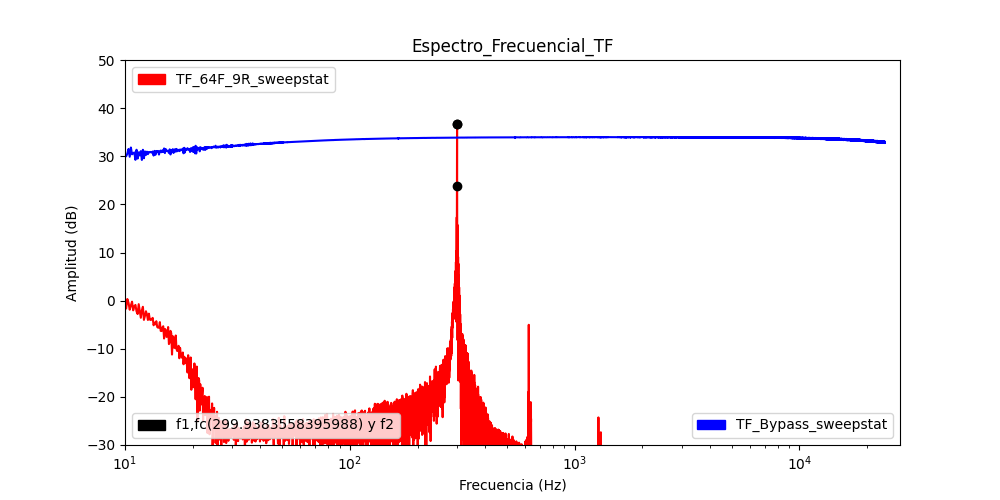 Espectro_Frecuencial_TF
TF_64F_9R_sweepstat
50
40
30
20
10
0
−10
−20
−30
Amplitud (dB)
f1,fc(299.9383558395988) y f2
TF_Bypass_sweepstat
10¹ 10² 10³ 10⁴
Frecuencia (Hz)